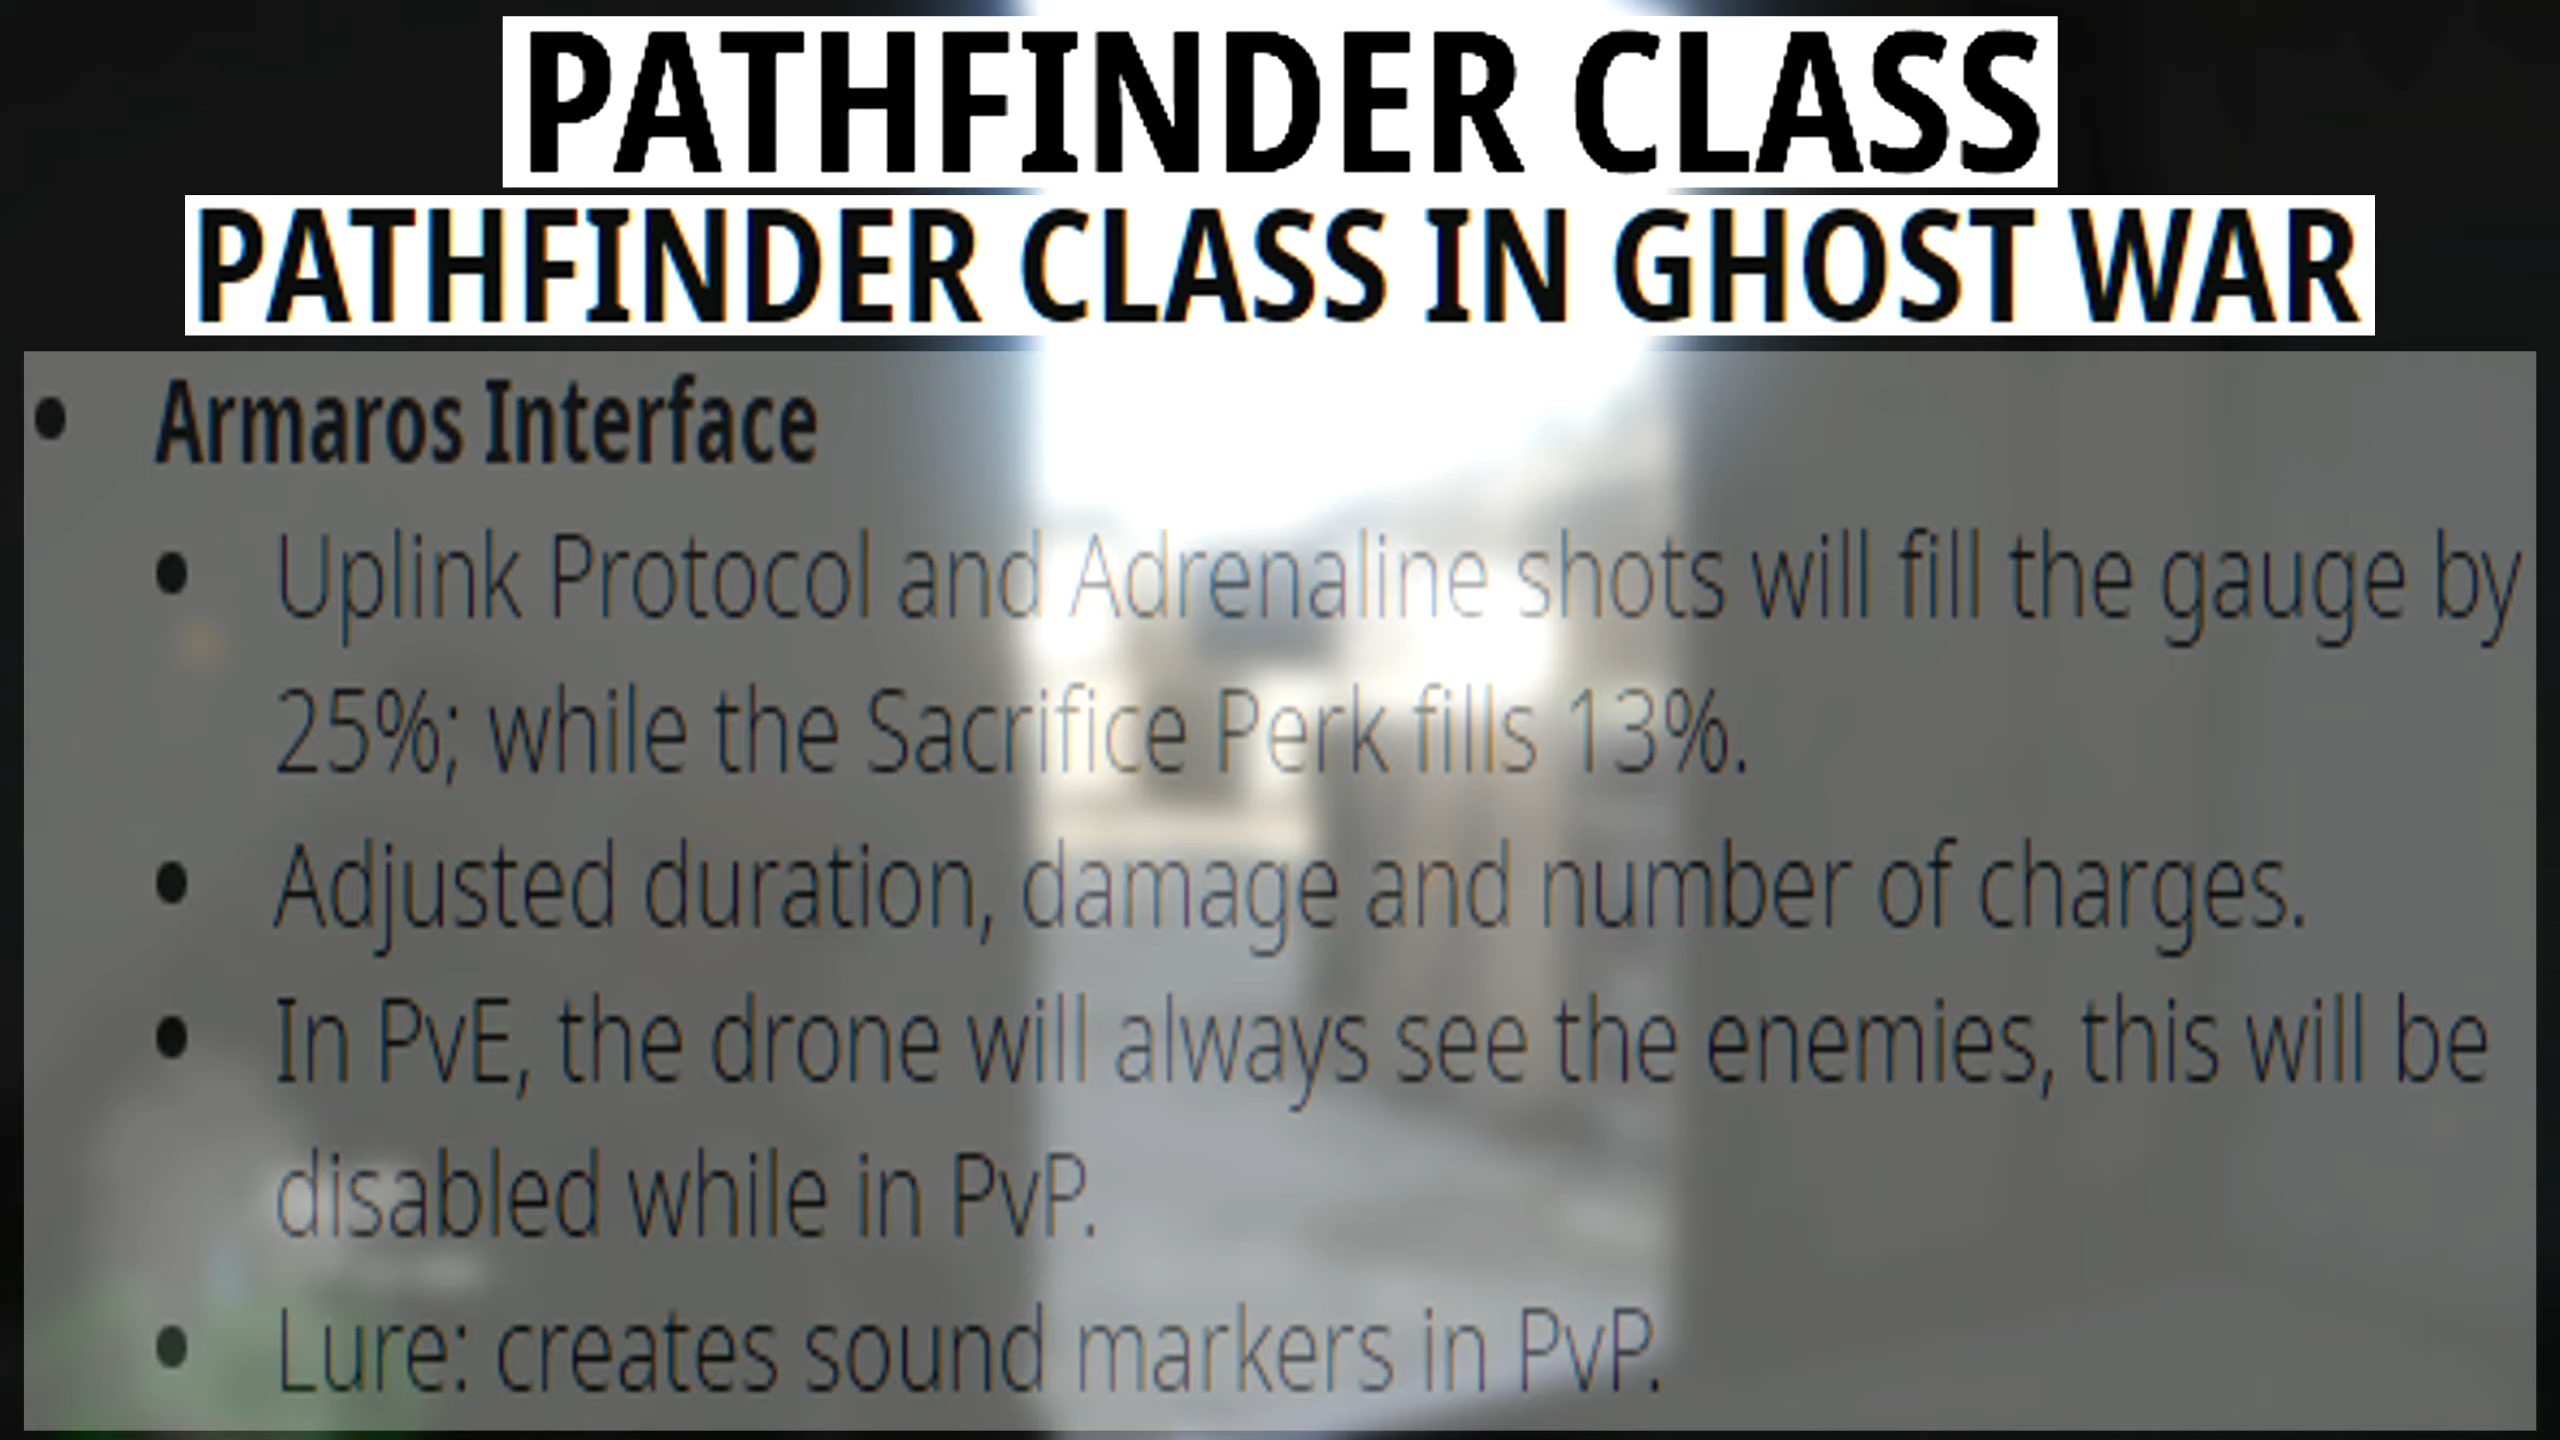 PATHFINDER CLASS
PATHFINDER CLASS IN GHOST WAR
• Armaros Interface
• Uplink Protocol and Adrenaline shots will fill the gauge by
25%; while the Sacrifice Perk fills 13%.
• Adjusted duration, damage and number of charges.
• In PvE, the drone will always see the enemies, this will be
disabled while in PvP.
• Lure: creates sound markers in PvP.